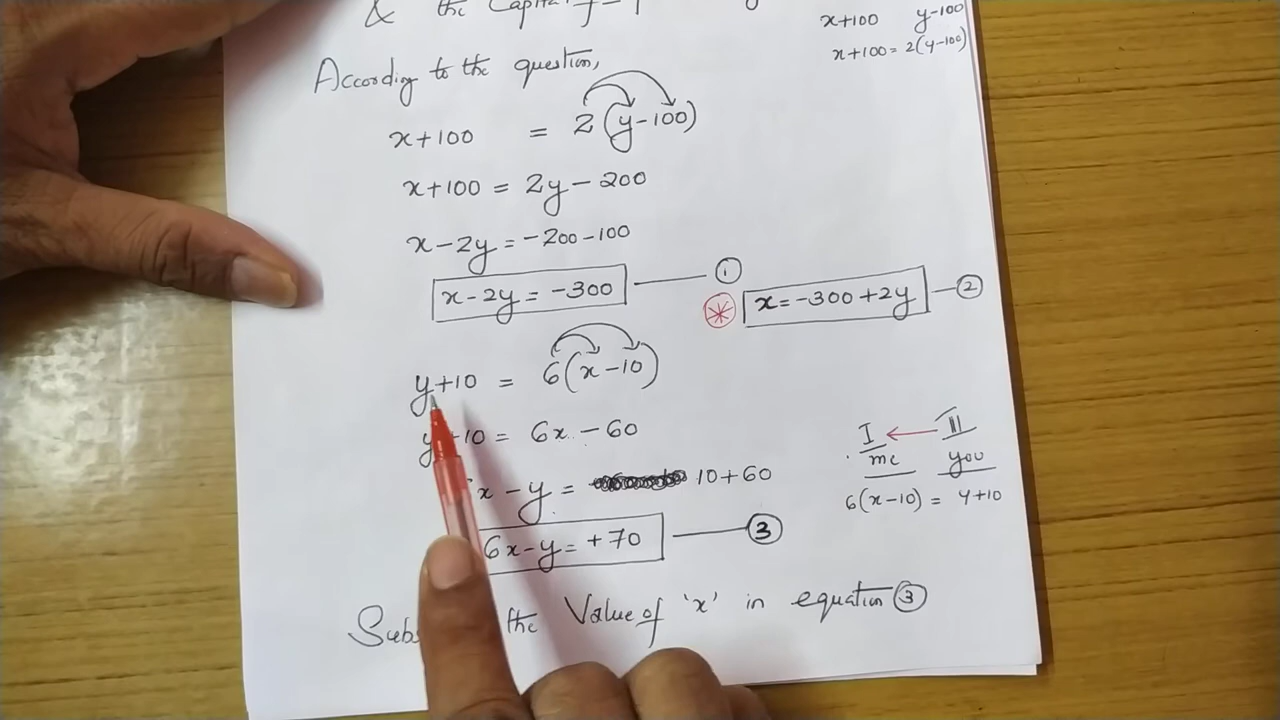 & the Capital of
x+100 y-100
x+100 = 2(y-100)
According to the question,
x+100 = 2(y-100)
x+100 = 2y-200
x-2y = -200-100
x-2y = -300 ①
* x = -300+2y ②
y+10 = 6(x-10)
y+10 = 6x-60
x-y = 10+60
6x-y = +70 ③
I ← II
me you
6(x-10) = y+10
the Value of 'x' in equation ③